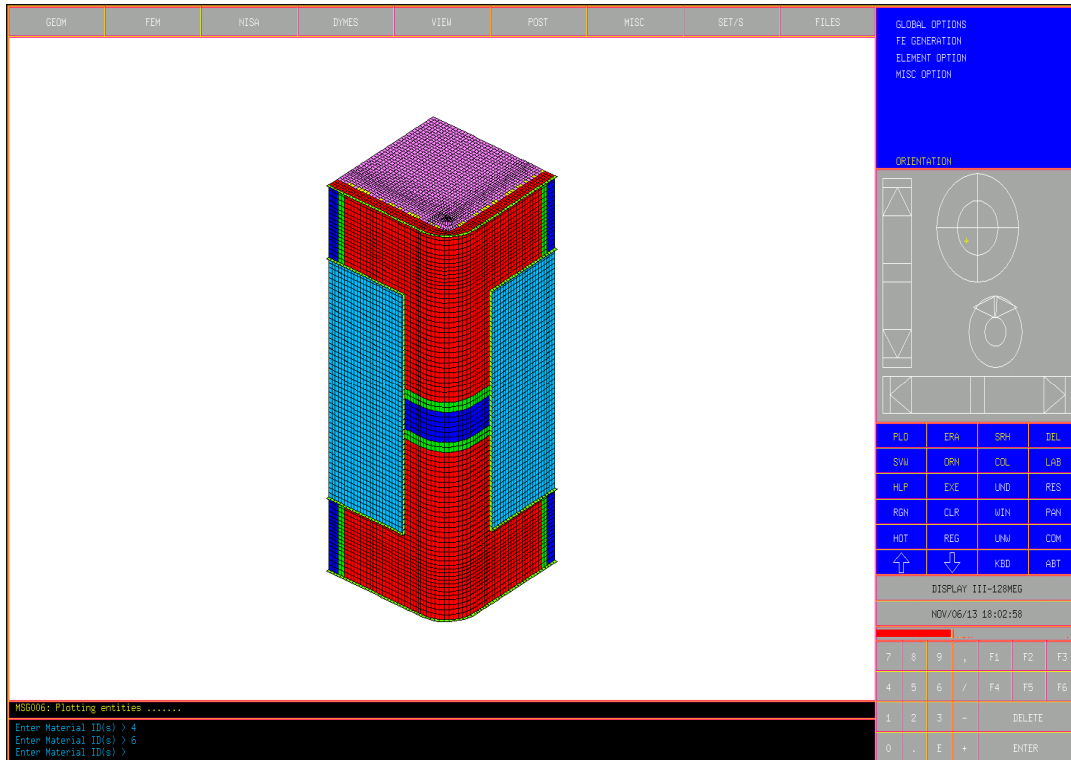 GEOM FEM NISA DYMES VIEW POST MISC SET/S FILES
GLOBAL OPTIONS
FE GENERATION
ELEMENT OPTION
MISC OPTION
ORIENTATION
PLO ERA SRH DEL
SVW ORN COL LAB
HLP EXE UND RES
RGN CLR WIN PAN
HOT REG UNW COM
KBD ABT
DISPLAY III-128MEG
NOV/06/13 18:02:58
7 8 9 , F1 F2 F3
4 5 6 / F4 F5 F6
1 2 3 - DELETE
0 . E + ENTER
MSG006: Plotting entities .......
Enter Material ID(s) > 4
Enter Material ID(s) > 6
Enter Material ID(s) >